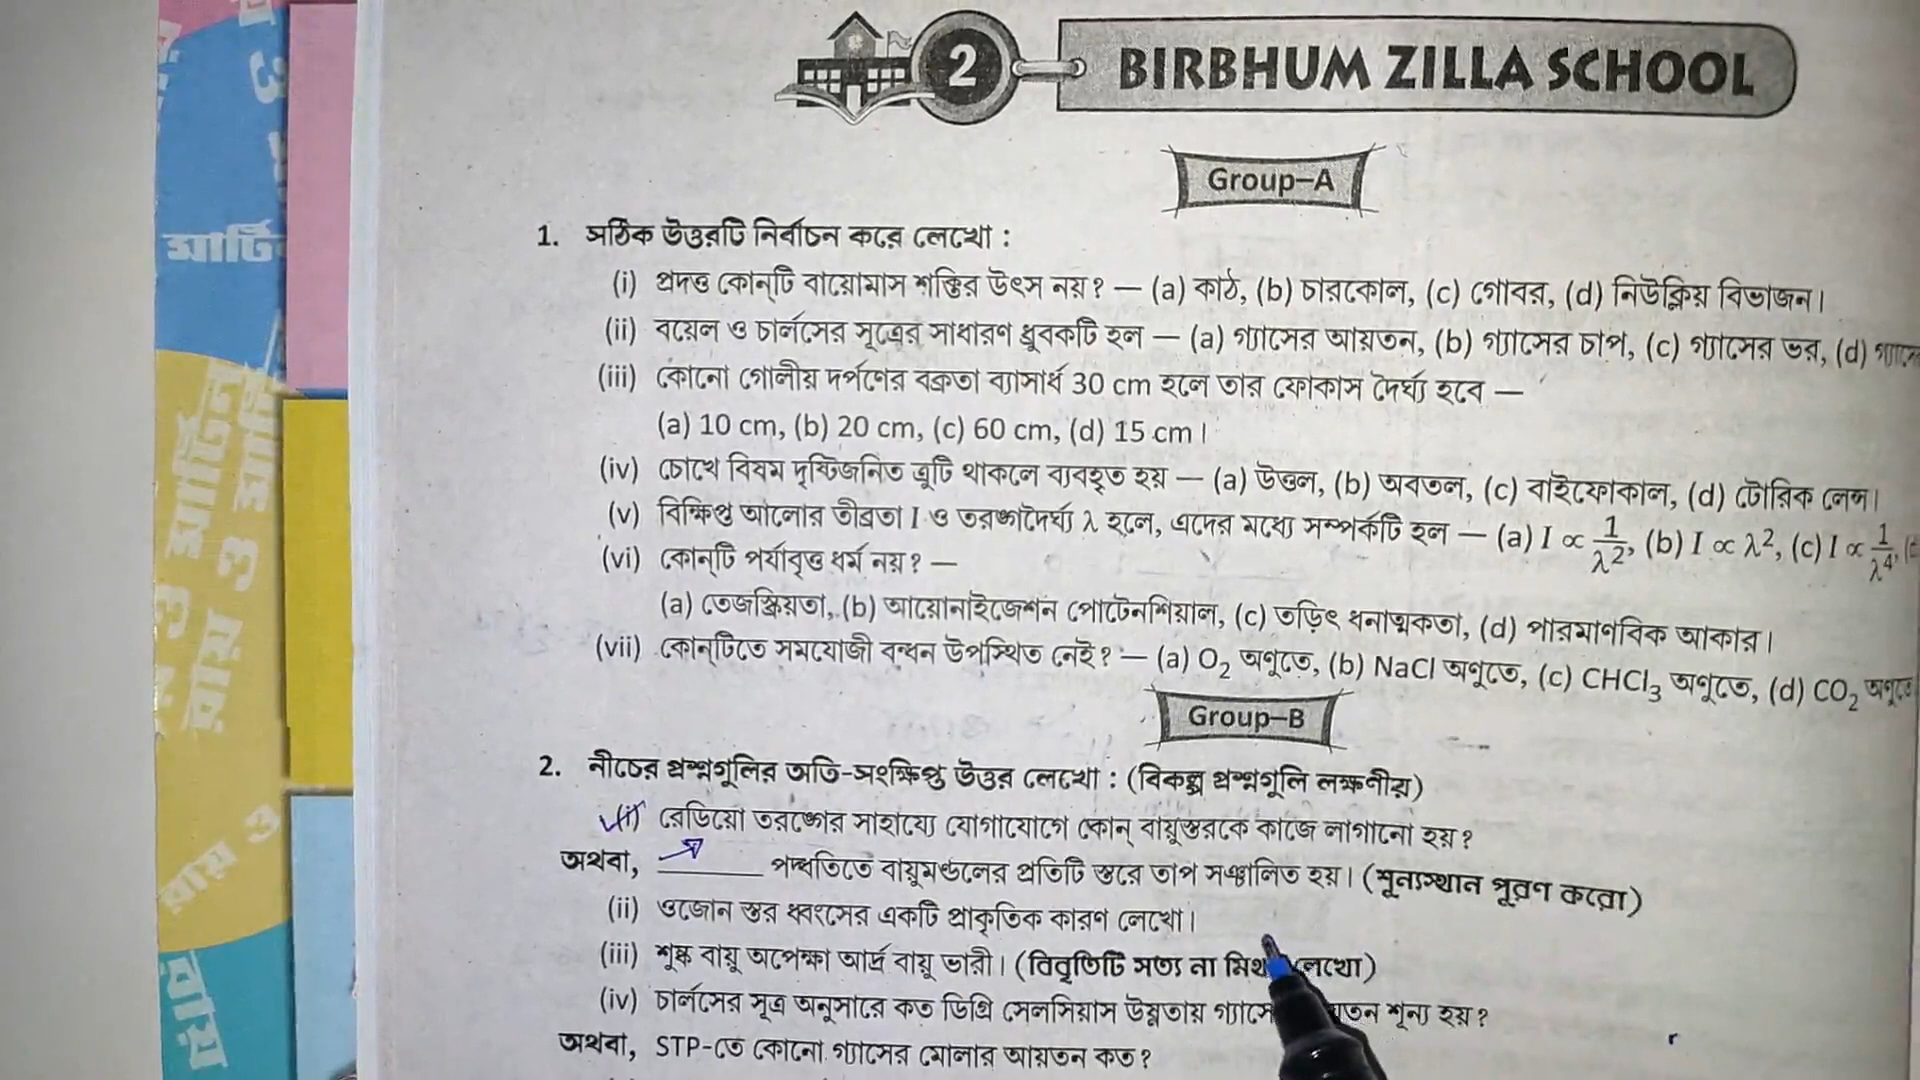 2
BIRBHUM ZILLA SCHOOL
Group–A
1. সঠিক উত্তরটি নির্বাচন করে লেখো :
(i) প্রদত্ত কোন্‌টি বায়োমাস শক্তির উৎস নয়? — (a) কাঠ, (b) চারকোল, (c) গোবর, (d) নিউক্লিয় বিভাজন।
(ii) বয়েল ও চার্লসের সূত্রের সাধারণ ধ্রুবকটি হল — (a) গ্যাসের আয়তন, (b) গ্যাসের চাপ, (c) গ্যাসের ভর, (d)
(iii) কোনো গোলীয় দর্পণের বক্রতা ব্যাসার্ধ 30 cm হলে তার ফোকাস দৈর্ঘ্য হবে —
(a) 10 cm, (b) 20 cm, (c) 60 cm, (d) 15 cm।
(iv) চোখে বিষম দৃষ্টিজনিত ত্রুটি থাকলে ব্যবহৃত হয় — (a) উত্তল, (b) অবতল, (c) বাইফোকাল, (d) টোরিক লেন্স।
(v) বিক্ষিপ্ত আলোর তীব্রতা I ও তরঙ্গদৈর্ঘ্য λ হলে, এদের মধ্যে সম্পর্কটি হল — (a) I ∝ 1/λ², (b) I ∝ λ², (c) I ∝ 1/λ⁴,
(vi) কোন্‌টি পর্যাবৃত্ত ধর্ম নয়? —
(a) তেজস্ক্রিয়তা, (b) আয়োনাইজেশন পোটেনশিয়াল, (c) তড়িৎ ধনাত্মকতা, (d) পারমাণবিক আকার।
(vii) কোন্‌টিতে সমযোজী বন্ধন উপস্থিত নেই? — (a) O₂ অণুতে, (b) NaCl অণুতে, (c) CHCl₃ অণুতে, (d) CO₂ অণুতে
Group–B
2. নীচের প্রশ্নগুলির অতি-সংক্ষিপ্ত উত্তর লেখো : (বিকল্প প্রশ্নগুলি লক্ষণীয়)
(i) রেডিয়ো তরঙ্গের সাহায্যে যোগাযোগে কোন্ বায়ুস্তরকে কাজে লাগানো হয়?
অথবা, ______ পদ্ধতিতে বায়ুমণ্ডলের প্রতিটি স্তরে তাপ সঞ্চালিত হয়। (শূন্যস্থান পূরণ করো)
(ii) ওজোন স্তর ধ্বংসের একটি প্রাকৃতিক কারণ লেখো।
(iii) শুষ্ক বায়ু অপেক্ষা আর্দ্র বায়ু ভারী। (বিবৃতিটি সত্য না
(iv) চার্লসের সূত্র অনুসারে কত ডিগ্রি সেলসিয়াস উষ্ণতায় শূন্য হয়?
অথবা, STP-তে কোনো গ্যাসের মোলার আয়তন কত?
মার্টিন
রায় ও মার্টিন
রায় ও
রায়